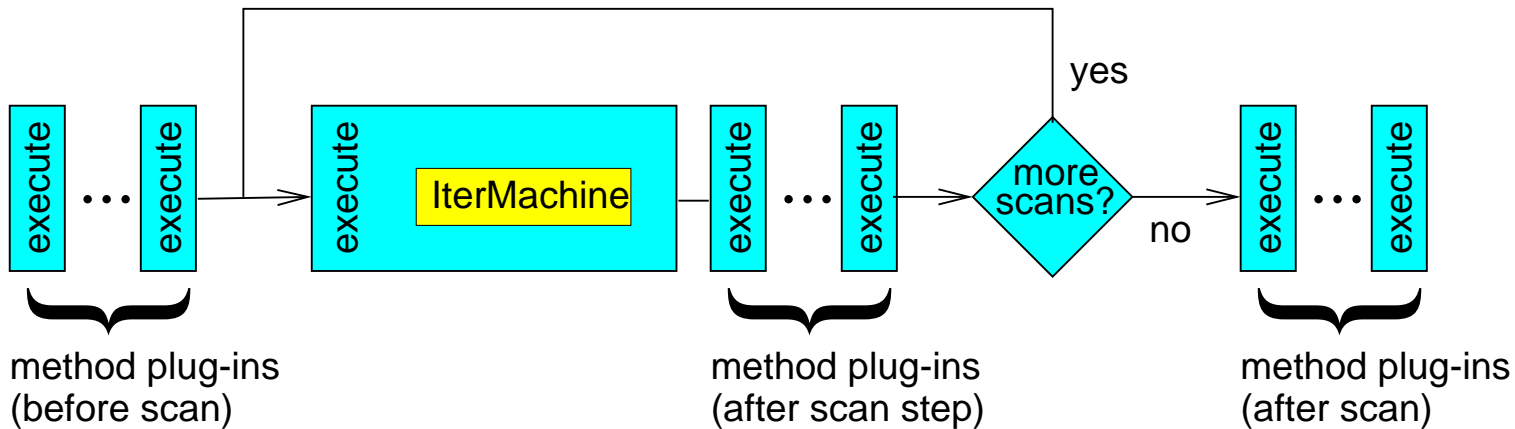 yes
execute
execute
execute
IterMachine
execute
execute
more
scans?
no
execute
execute
method plug-ins
(before scan)
method plug-ins
(after scan step)
method plug-ins
(after scan)